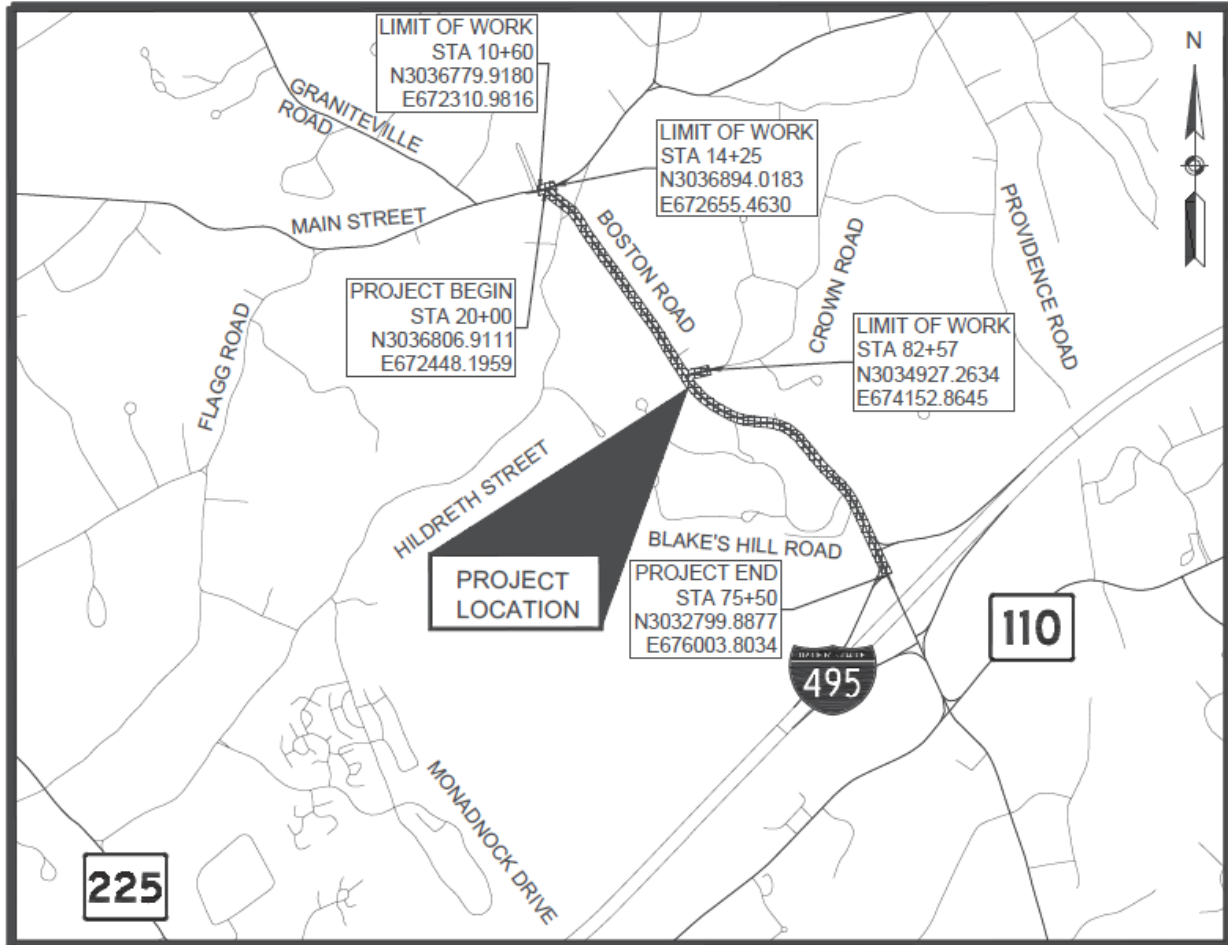 LIMIT OF WORK
STA 10+60
N3036779.9180
E672310.9816
N
GRANITEVILLE
ROAD
LIMIT OF WORK
STA 14+25
N3036894.0183
E672655.4630
MAIN STREET
BOSTON ROAD
CROWN ROAD
PROVIDENCE ROAD
PROJECT BEGIN
STA 20+00
N3036806.9111
E672448.1959
LIMIT OF WORK
STA 82+57
N3034927.2634
E674152.8645
FLAGG ROAD
HILDRETH STREET
BLAKE'S HILL ROAD
PROJECT
LOCATION
PROJECT END
STA 75+50
N3032799.8877
E676003.8034
110
INTERSTATE
495
MONADNOCK DRIVE
225